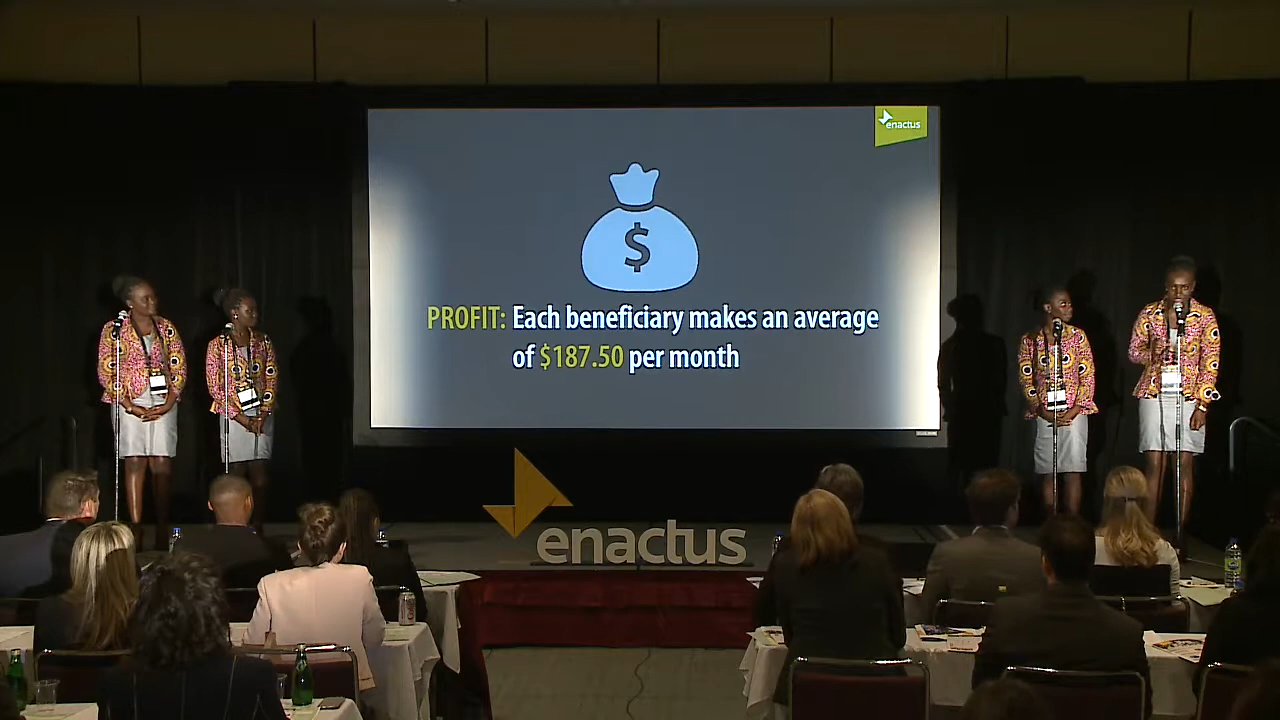 enactus
PROFIT: Each beneficiary makes an average
of $187.50 per month
enactus